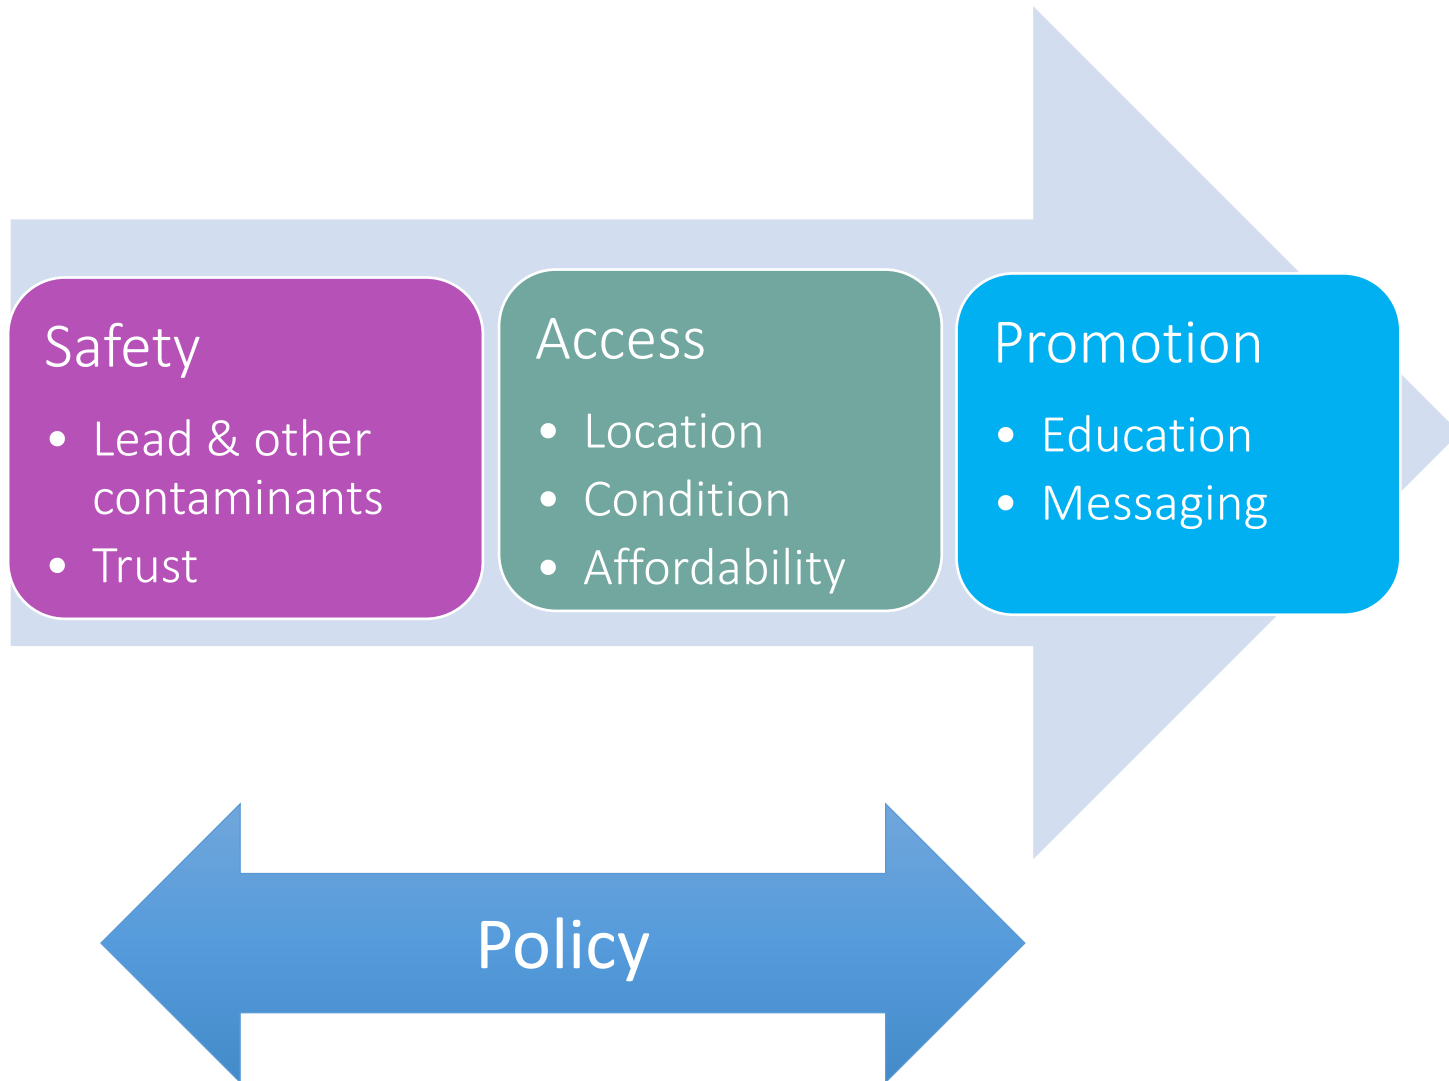 Safety
• Lead & other
contaminants
• Trust
Access
• Location
• Condition
• Affordability
Promotion
• Education
• Messaging
Policy